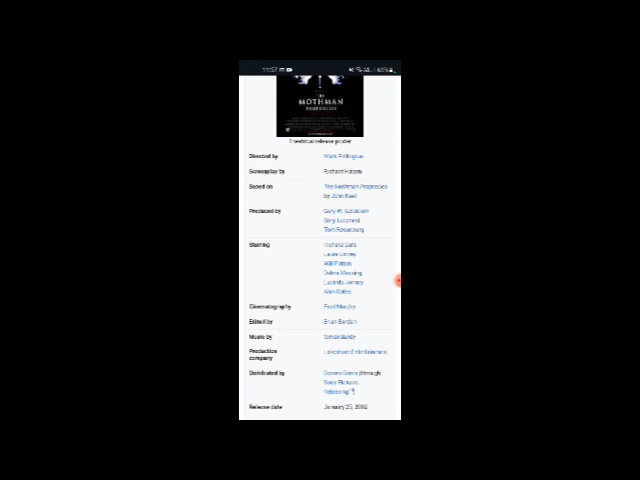 11:57
THE
MOTHMAN
PROPHECIES
Theatrical release poster
Directed by Mark Pellington
Screenplay by Richard Hatem
Based on The Mothman Prophecies
by John Keel
Produced by Gary W. Goldstein
Gary Lucchesi
Tom Rosenberg
Starring Richard Gere
Laura Linney
Will Patton
Debra Messing
Lucinda Jenney
Alan Bates
Cinematography Fred Murphy
Edited by Brian Berdan
Music by tomandandy
Production Lakeshore Entertainment
company
Distributed by Screen Gems (through
Sony Pictures
Releasing)
Release date January 25, 2002